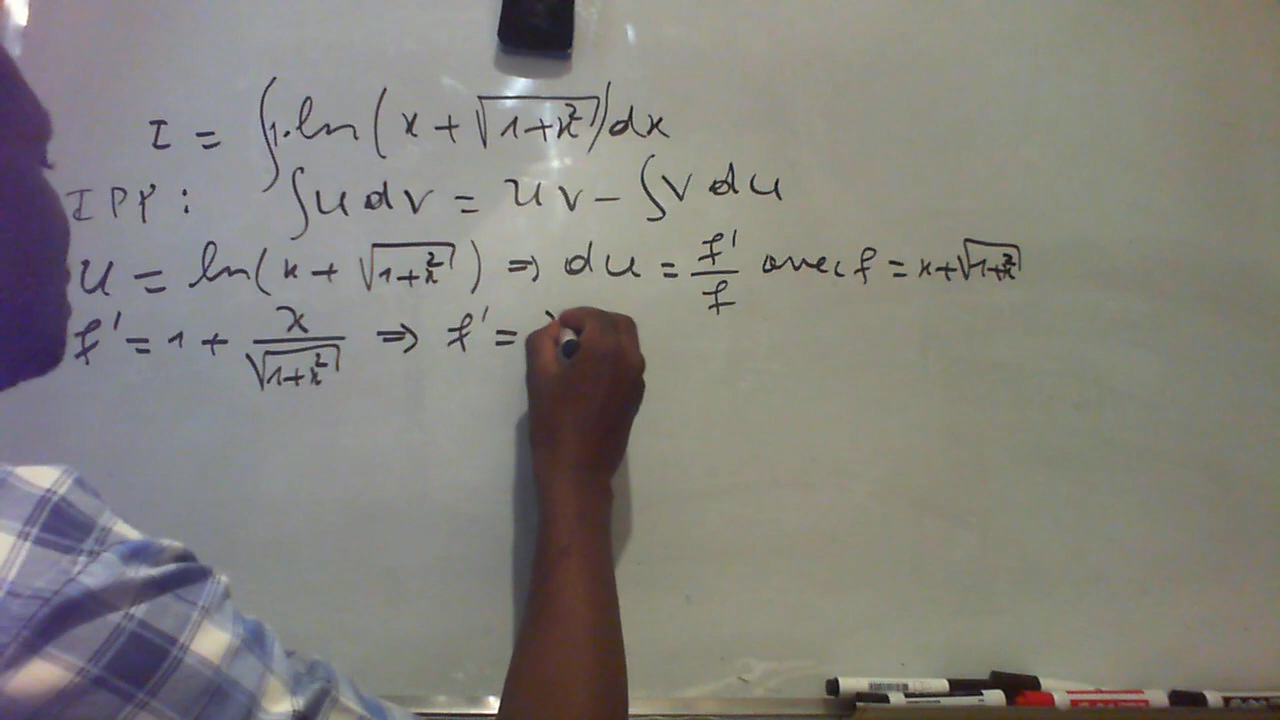 I = ∫1·ln(x + √(1+x²))dx
IPP : ∫u dv = uv − ∫v du
u = ln(x + √(1+x²)) ⇒ du = f'/f avec f = x+√(1+x²)
f' = 1 + x/√(1+x²) ⇒ f' =